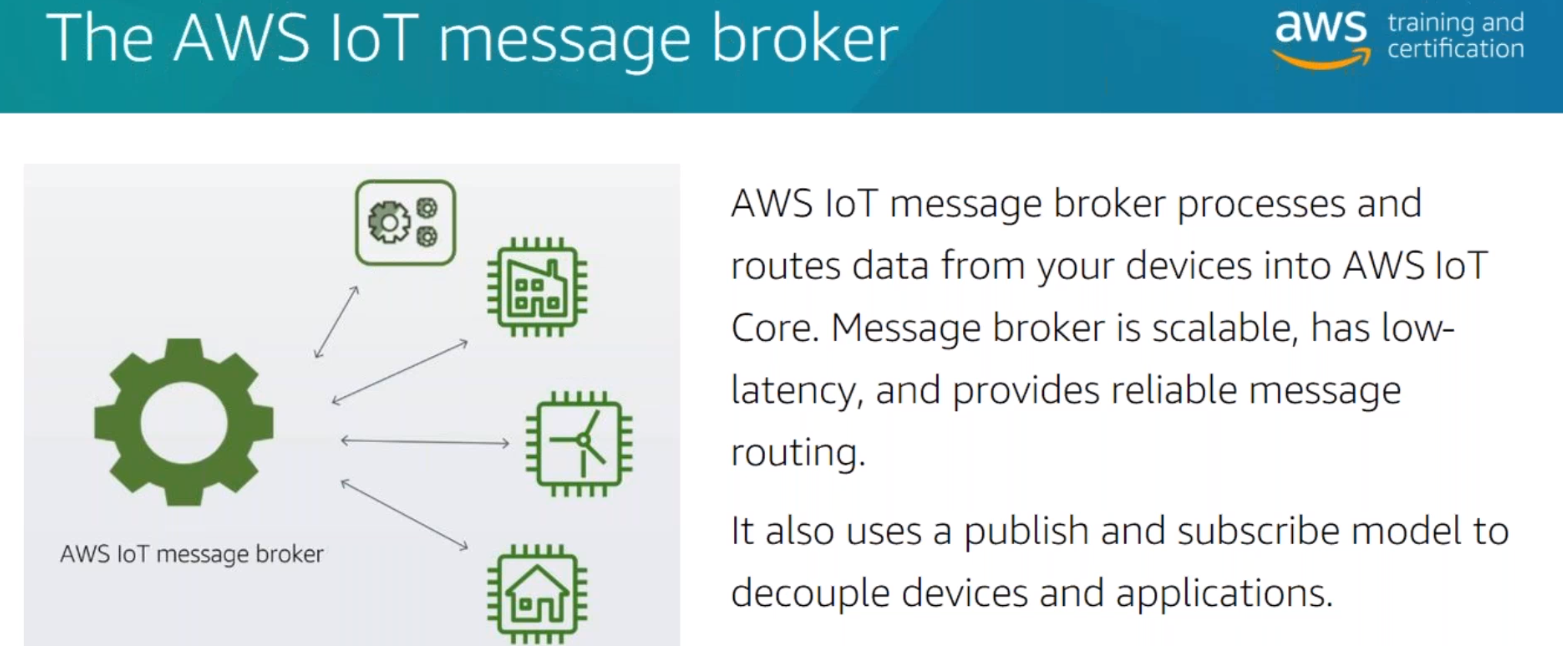 The AWS IoT message broker
aws training and
certification
AWS IoT message broker processes and
routes data from your devices into AWS IoT
Core. Message broker is scalable, has low-
latency, and provides reliable message
routing.
It also uses a publish and subscribe model to
decouple devices and applications.
AWS IoT message broker